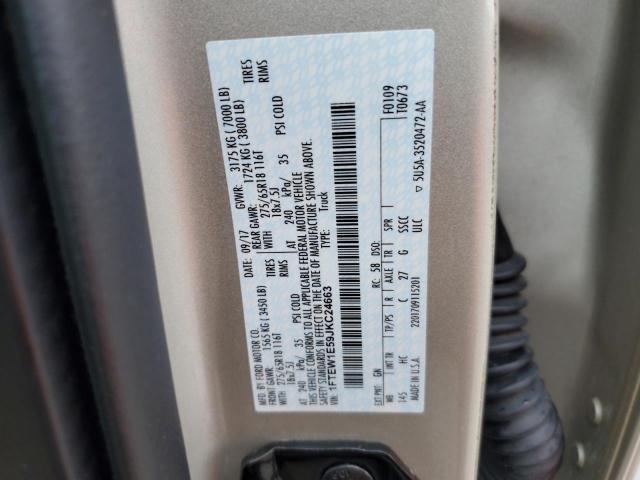 MFD. BY FORD MOTOR CO. DATE: 09/17 GVWR: 3175 KG ( 7000 LB)
FRONT GAWR: 1565 KG ( 3450 LB) REAR GAWR: 1724 KG ( 3800 LB)
WITH 275/65R18 116T TIRES WITH 275/65R18 116T TIRES
18x7.5J RIMS 18x7.5J RIMS
AT 240 kPa/ 35 PSI COLD AT 240 kPa/ 35 PSI COLD
THIS VEHICLE CONFORMS TO ALL APPLICABLE FEDERAL MOTOR VEHICLE
SAFETY STANDARDS IN EFFECT ON THE DATE OF MANUFACTURE SHOWN ABOVE.
VIN: 1FTEW1E59JKC24663 TYPE: Truck
F0109
T0673
EXT PNT: GN RC: 58 DSO:
WB INT TR TP/PS R AXLE TR SPR
145 HC C 27 G SSCC
MADE IN U.S.A. 2201709115201 ULC
▽ 5U5A-3520472-AA